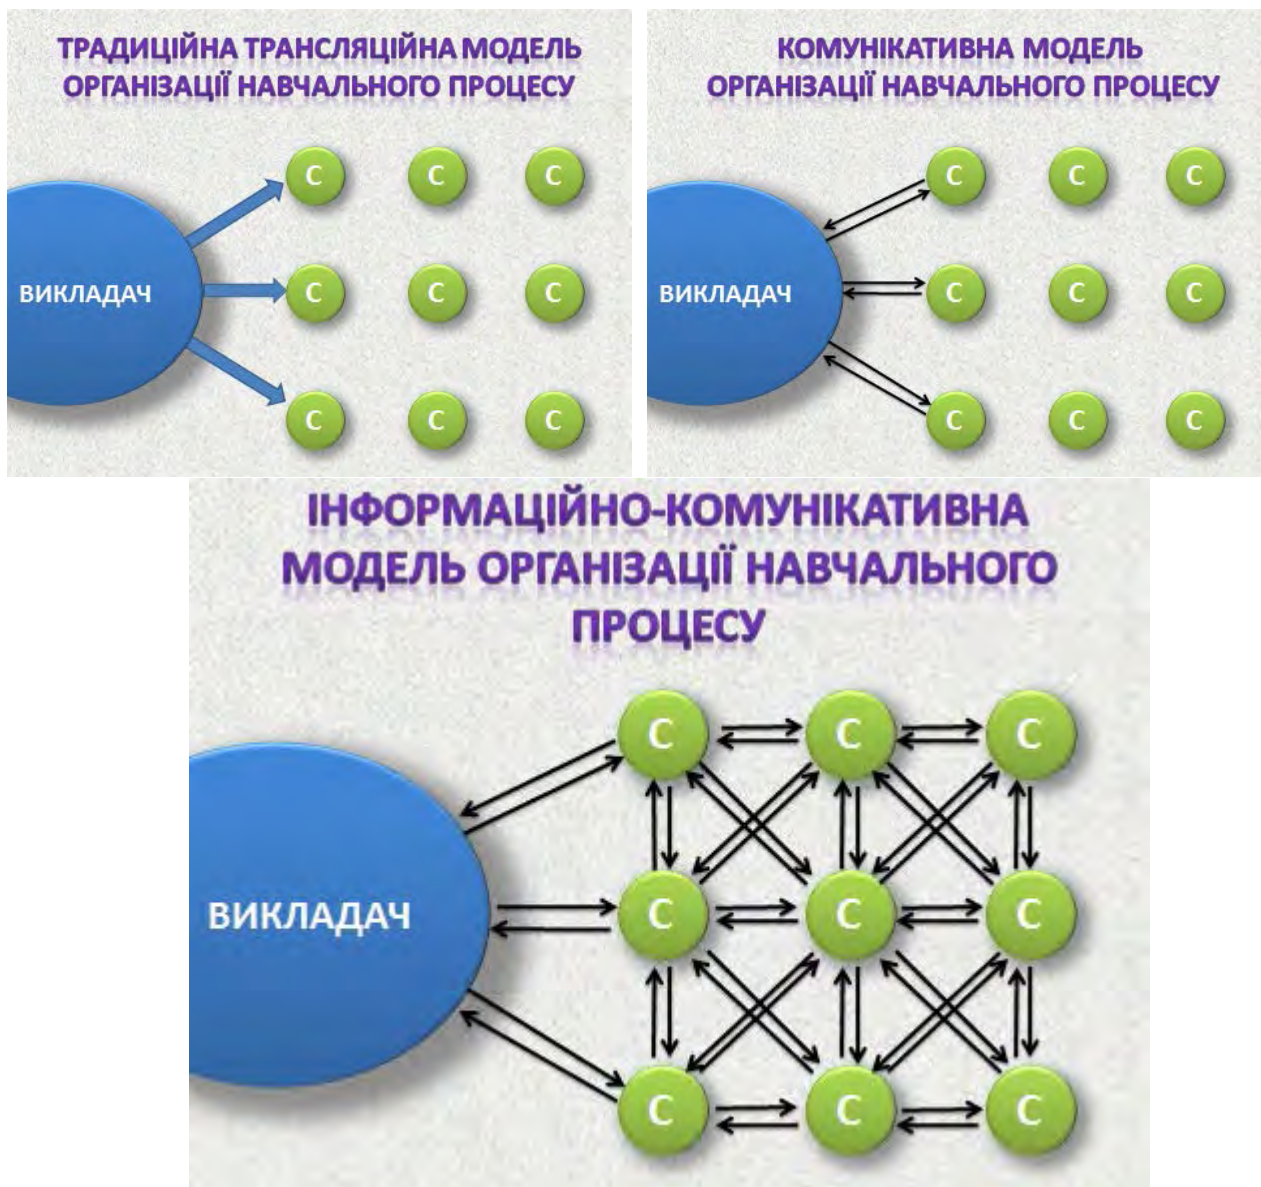 ТРАДИЦІЙНА ТРАНСЛЯЦІЙНА МОДЕЛЬ
ОРГАНІЗАЦІЇ НАВЧАЛЬНОГО ПРОЦЕСУ
С С С
ВИКЛАДАЧ С С С
С С С
КОМУНІКАТИВНА МОДЕЛЬ
ОРГАНІЗАЦІЇ НАВЧАЛЬНОГО ПРОЦЕСУ
С С С
ВИКЛАДАЧ С С С
С С С
ІНФОРМАЦІЙНО-КОМУНІКАТИВНА
МОДЕЛЬ ОРГАНІЗАЦІЇ НАВЧАЛЬНОГО
ПРОЦЕСУ
С С С
ВИКЛАДАЧ С С С
С С С